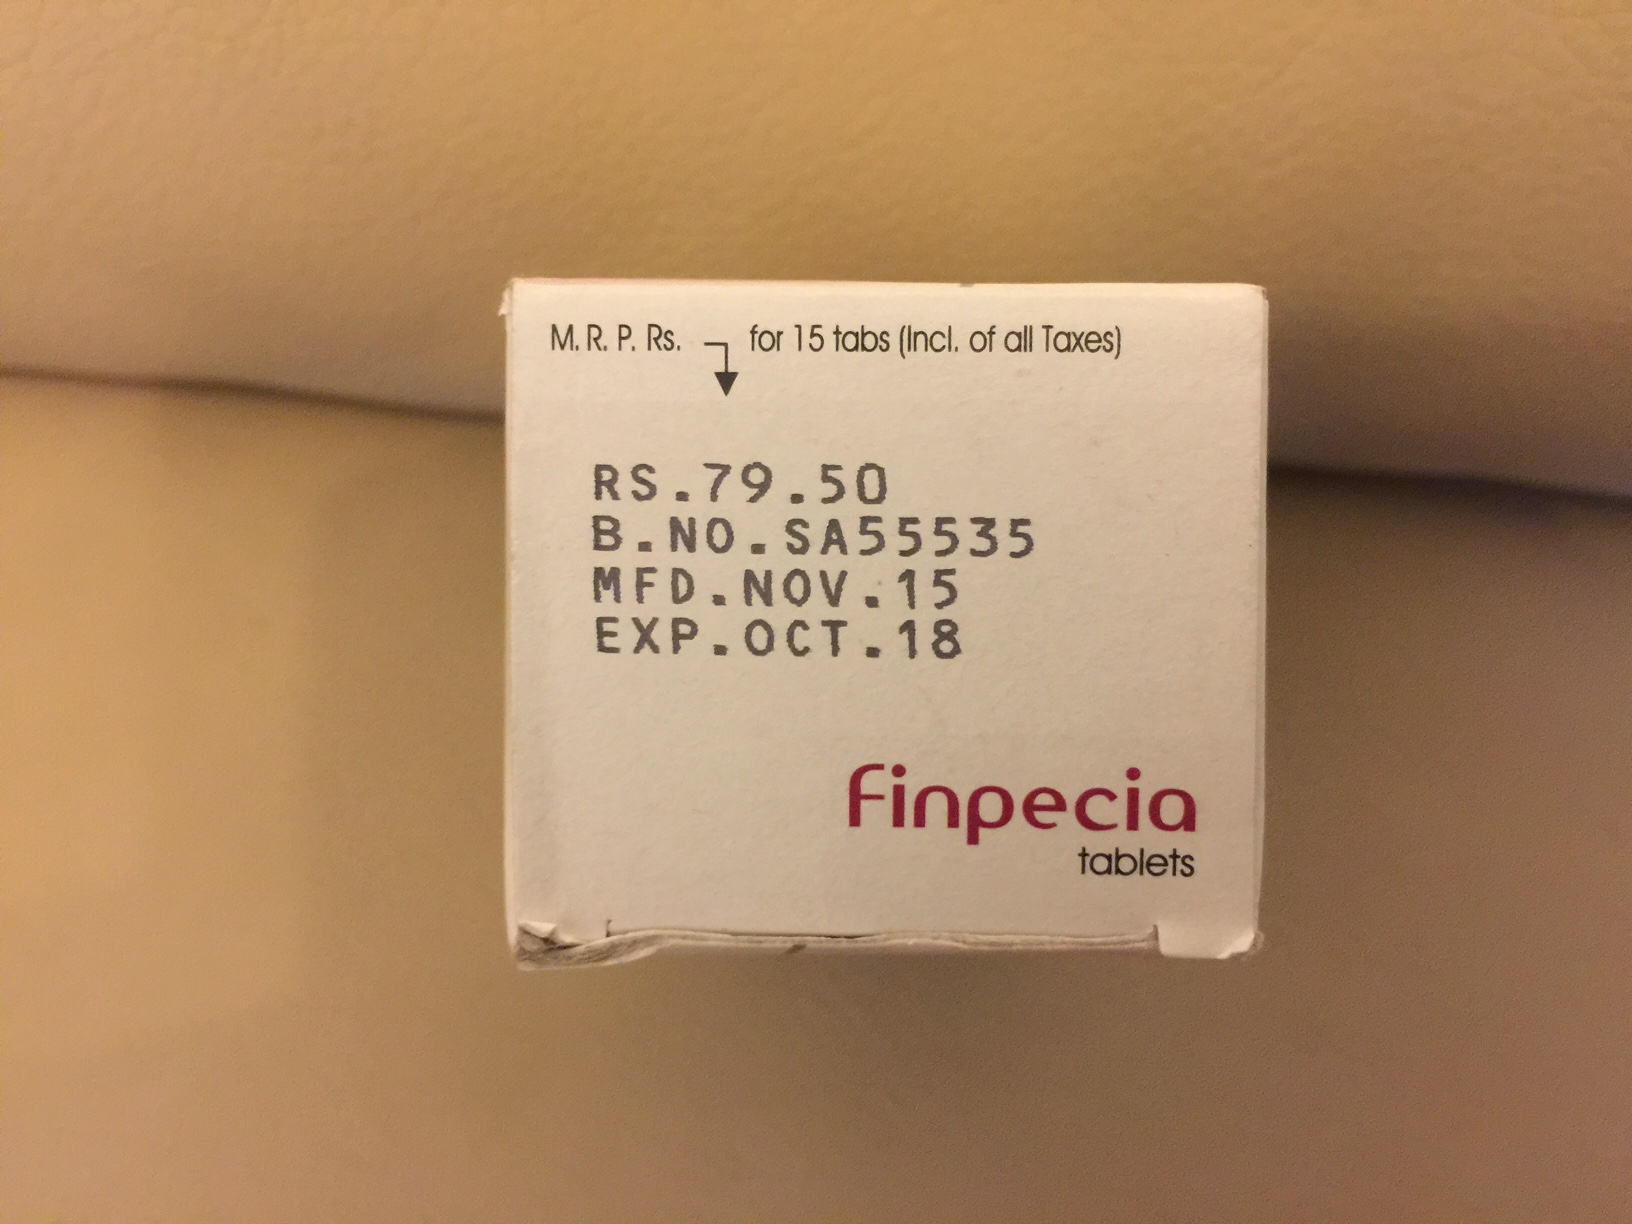 M. R. P. Rs. for 15 tabs (Incl. of all Taxes)
RS.79.50
B.NO.SA55535
MFD.NOV.15
EXP.OCT.18
Finpecia
tablets